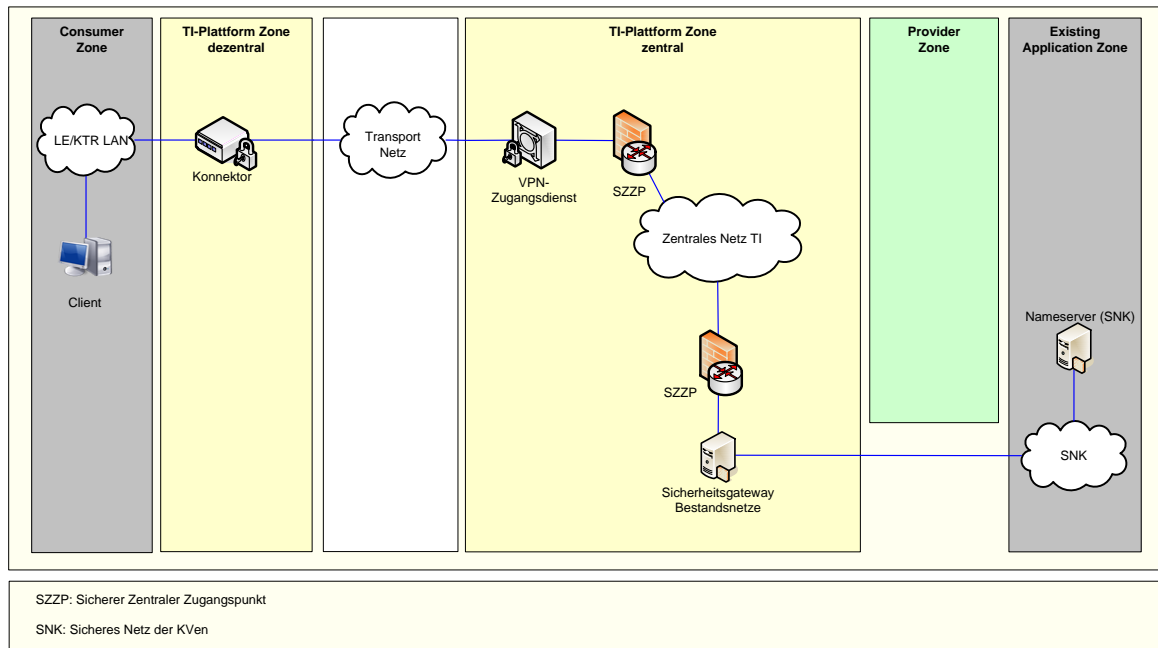 Consumer
Zone
TI-Plattform Zone
dezentral
TI-Plattform Zone
zentral
Provider
Zone
Existing
Application Zone
LE/KTR LAN
Konnektor
Transport
Netz
VPN-
Zugangsdienst
SZZP
Zentrales Netz TI
Client
Nameserver (SNK)
SZZP
SNK
Sicherheitsgateway
Bestandsnetze
SZZP: Sicherer Zentraler Zugangspunkt
SNK: Sicheres Netz der KVen